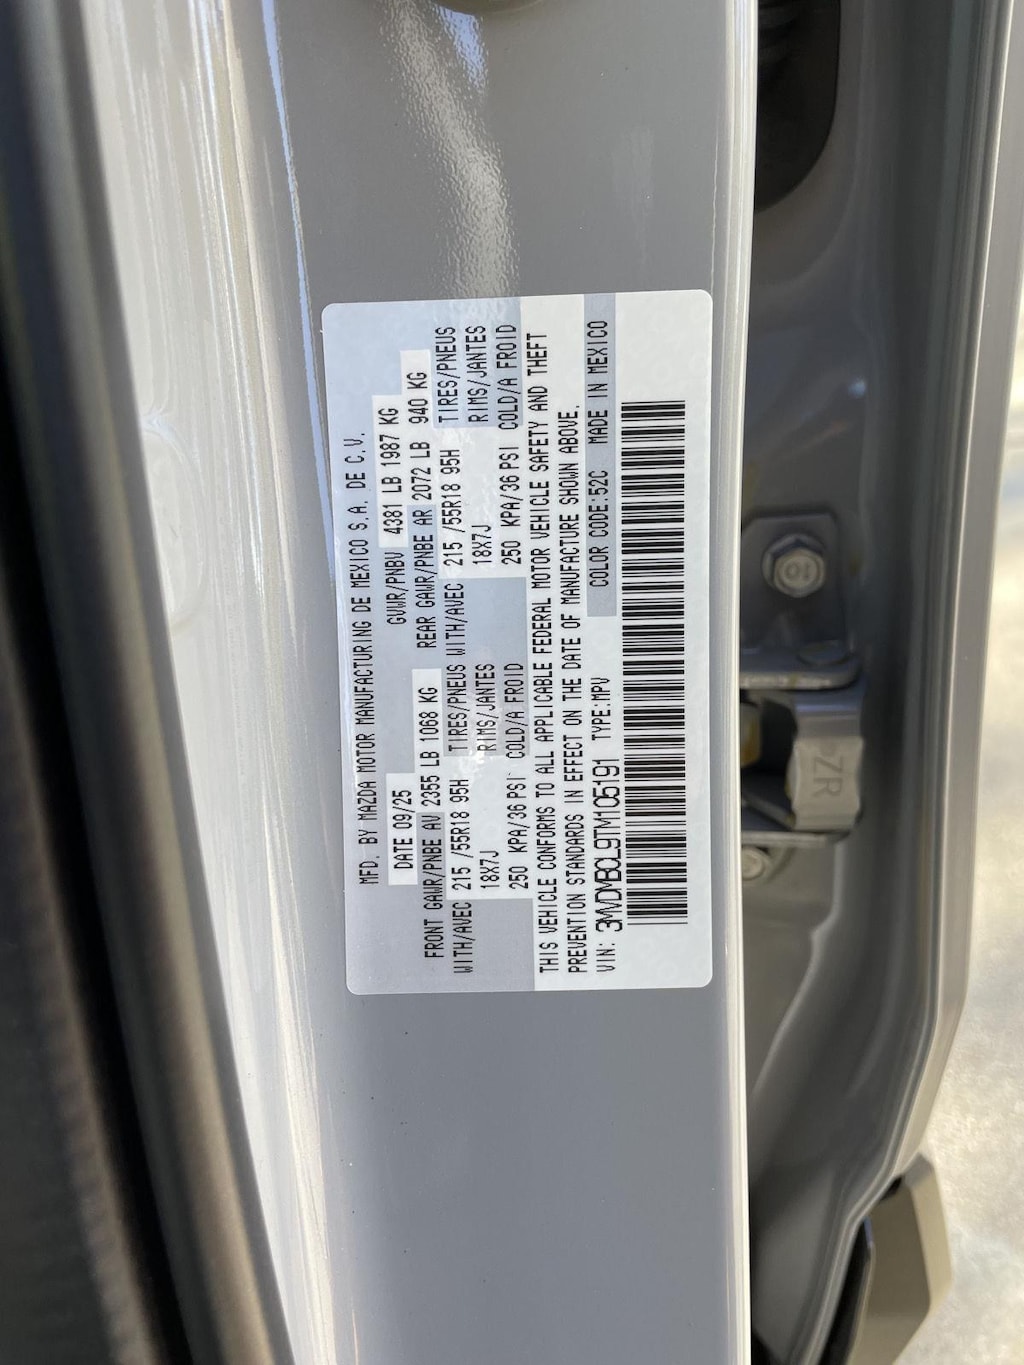 MFD. BY MAZDA MOTOR MANUFACTURING DE MEXICO S.A. DE C.V.
DATE 09/25 GVWR/PNBV 4381 LB 1987 KG
FRONT GAWR/PNBE AV 2355 LB 1068 KG REAR GAWR/PNBE AR 2072 LB 940 KG
WITH/AVEC 215 /55R18 95H TIRES/PNEUS WITH/AVEC 215 /55R18 95H TIRES/PNEUS
18X7J RIMS/JANTES 18X7J RIMS/JANTES
250 KPA/36 PSI COLD/A FROID 250 KPA/36 PSI COLD/A FROID
THIS VEHICLE CONFORMS TO ALL APPLICABLE FEDERAL MOTOR VEHICLE SAFETY AND THEFT
PREVENTION STANDARDS IN EFFECT ON THE DATE OF MANUFACTURE SHOWN ABOVE.
VIN: 3MVDMBCL9TM105191 TYPE:MPV COLOR CODE:52C MADE IN MEXICO
10
PZR